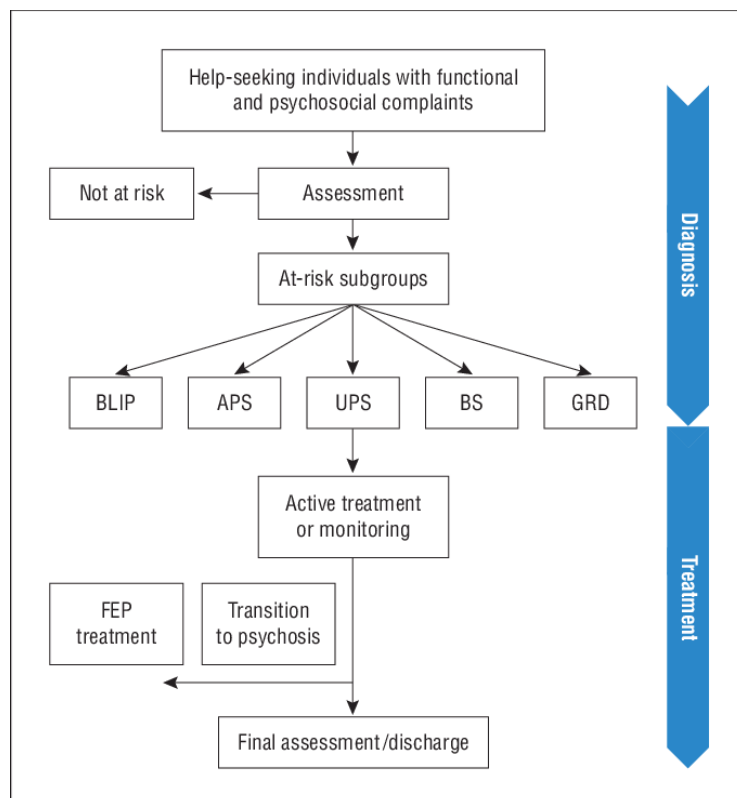 Help-seeking individuals with functional
and psychosocial complaints
Not at risk
Assessment
At-risk subgroups
BLIP
APS
UPS
BS
GRD
Diagnosis
Active treatment
or monitoring
FEP
treatment
Transition
to psychosis
Final assessment/discharge
Treatment